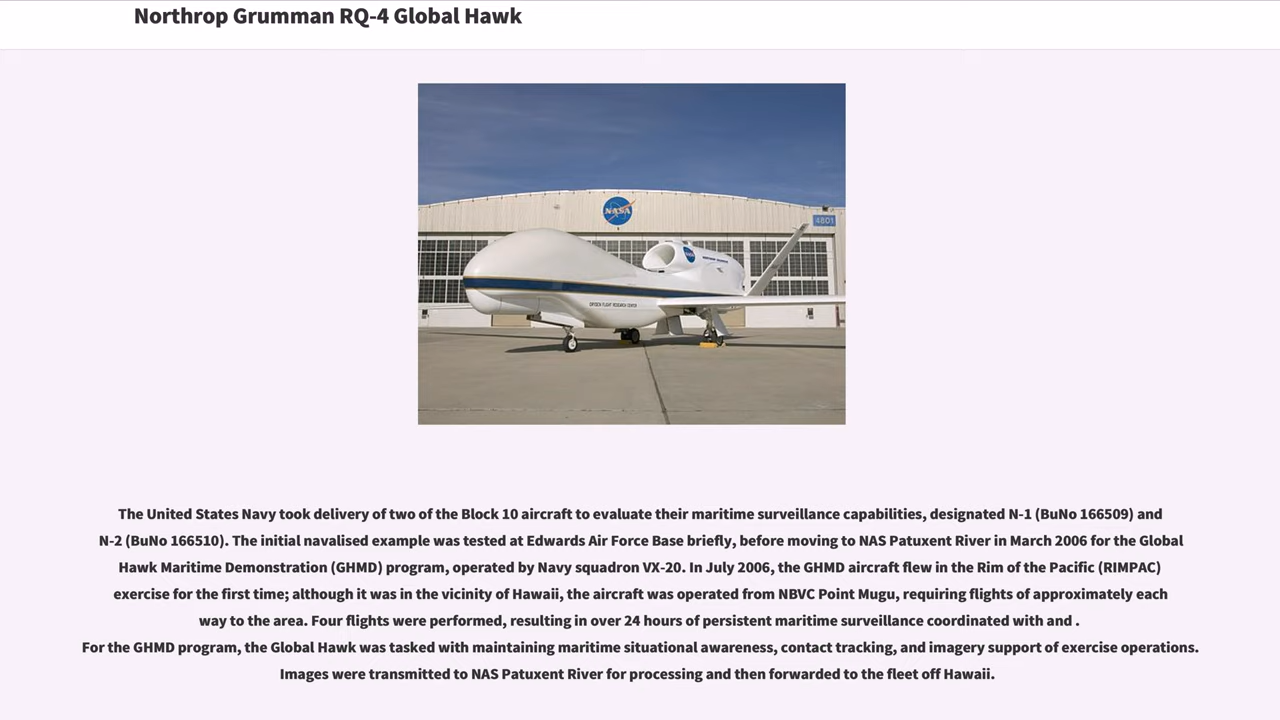 Northrop Grumman RQ-4 Global Hawk
NASA
4801
DRYDEN FLIGHT RESEARCH CENTER
The United States Navy took delivery of two of the Block 10 aircraft to evaluate their maritime surveillance capabilities, designated N-1 (BuNo 166509) and
N-2 (BuNo 166510). The initial navalised example was tested at Edwards Air Force Base briefly, before moving to NAS Patuxent River in March 2006 for the Global
Hawk Maritime Demonstration (GHMD) program, operated by Navy squadron VX-20. In July 2006, the GHMD aircraft flew in the Rim of the Pacific (RIMPAC)
exercise for the first time; although it was in the vicinity of Hawaii, the aircraft was operated from NBVC Point Mugu, requiring flights of approximately each
way to the area. Four flights were performed, resulting in over 24 hours of persistent maritime surveillance coordinated with and .
For the GHMD program, the Global Hawk was tasked with maintaining maritime situational awareness, contact tracking, and imagery support of exercise operations.
Images were transmitted to NAS Patuxent River for processing and then forwarded to the fleet off Hawaii.